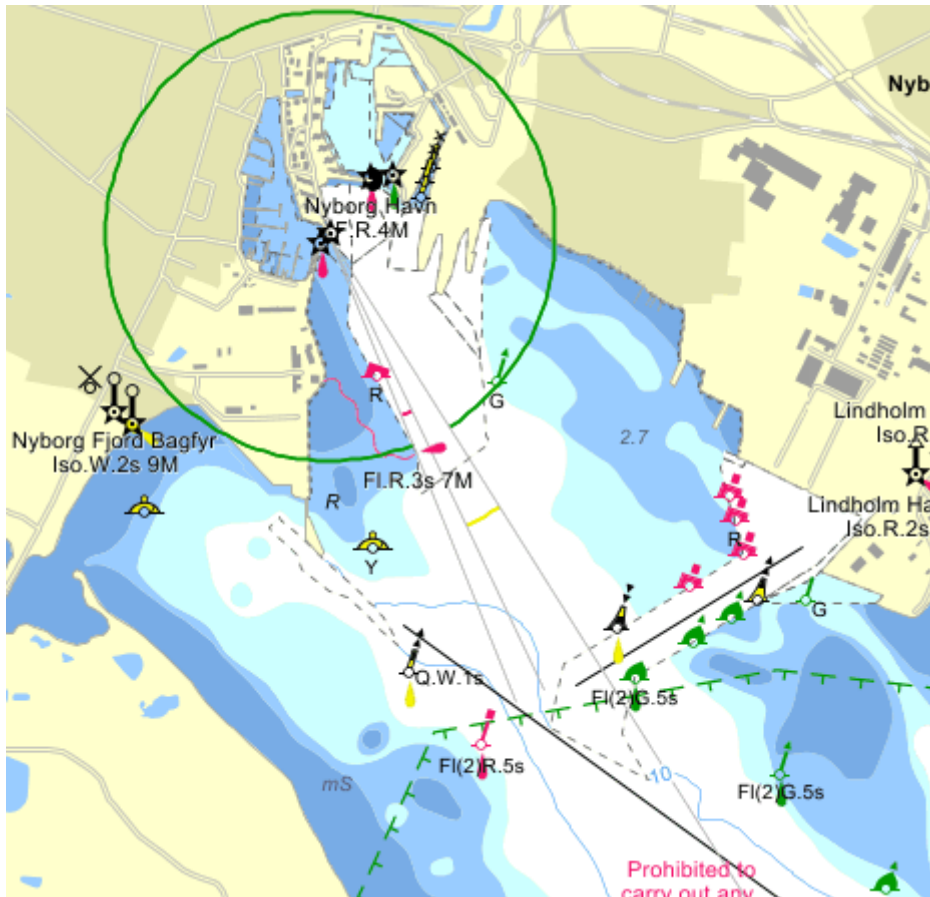 Nyb
Nyborg Havn
F.R.4M
R
G
Lindholm
Iso.R
Nyborg Fjord Bagfyr
Iso.W.2s 9M
2.7
Fl.R.3s 7M
Lindholm Ha
Iso.R.2s
R
R
Y
G
Q.W.1s
Fl(2)G.5s
Fl(2)R.5s
10
mS
Fl(2)G.5s
Prohibited to
carry out any